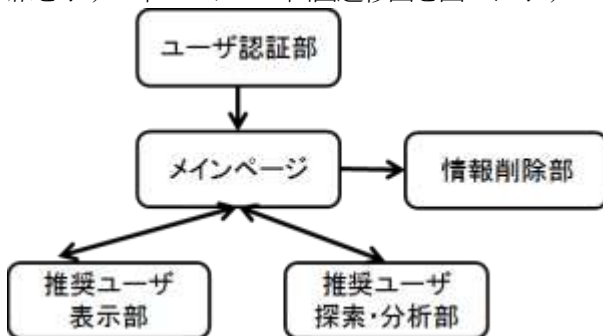 ユーザ認証部
メインページ
情報削除部
推奨ユーザ
表示部
推奨ユーザ
探索・分析部